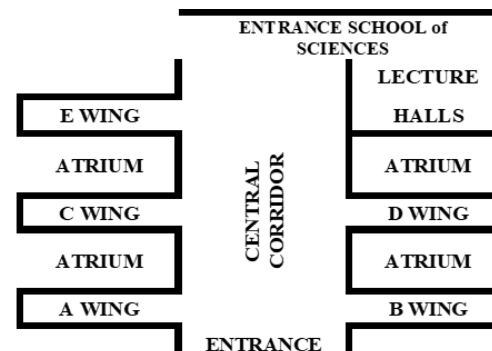 ENTRANCE SCHOOL of
SCIENCES
LECTURE
HALLS
E WING
ATRIUM
ATRIUM
CENTRAL
CORRIDOR
C WING
D WING
ATRIUM
ATRIUM
A WING
B WING
ENTRANCE